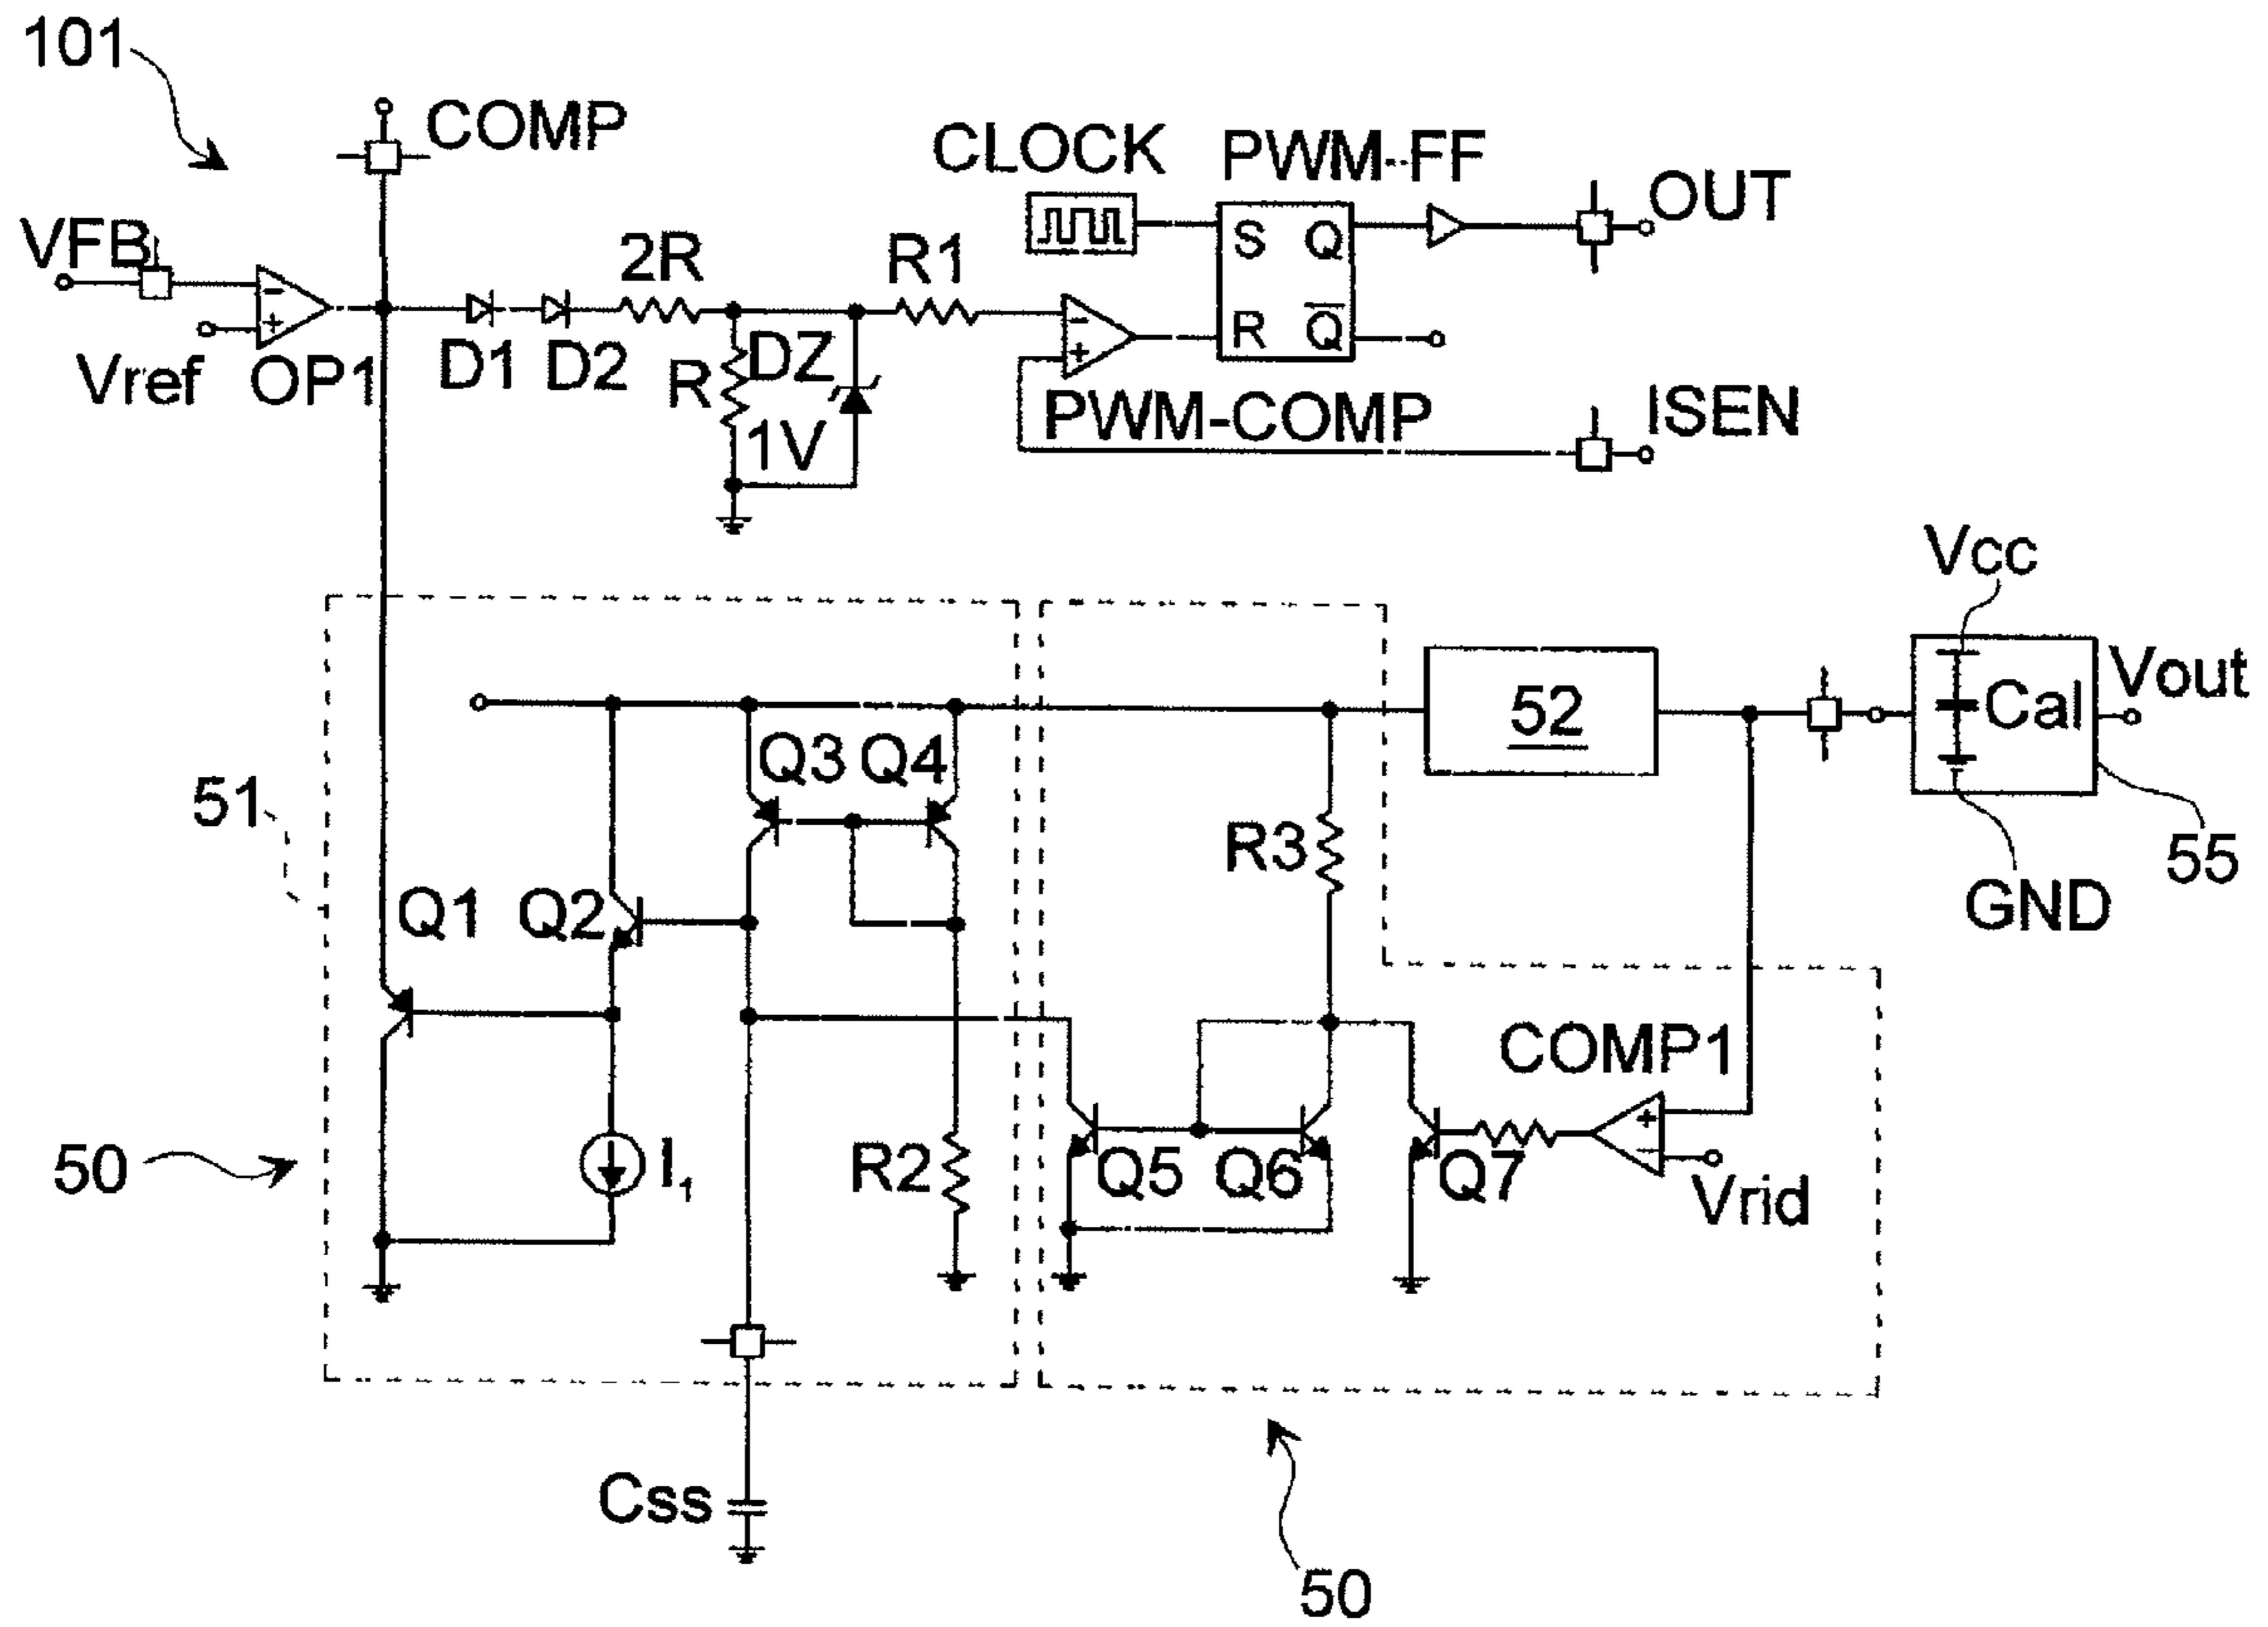 101
COMP
CLOCK
PWM-FF
OUT
VFB
2R
R1
S Q
R Q̅
- +
Vref
OP1
D1
D2
R
DZ
1V
- +
PWM-COMP
ISEN
Vcc
Cal
Vout
52
Q3
Q4
51
R3
55
GND
Q1
Q2
COMP1
+ -
50
I1
R2
Q5
Q6
Q7
Vrid
Css
50